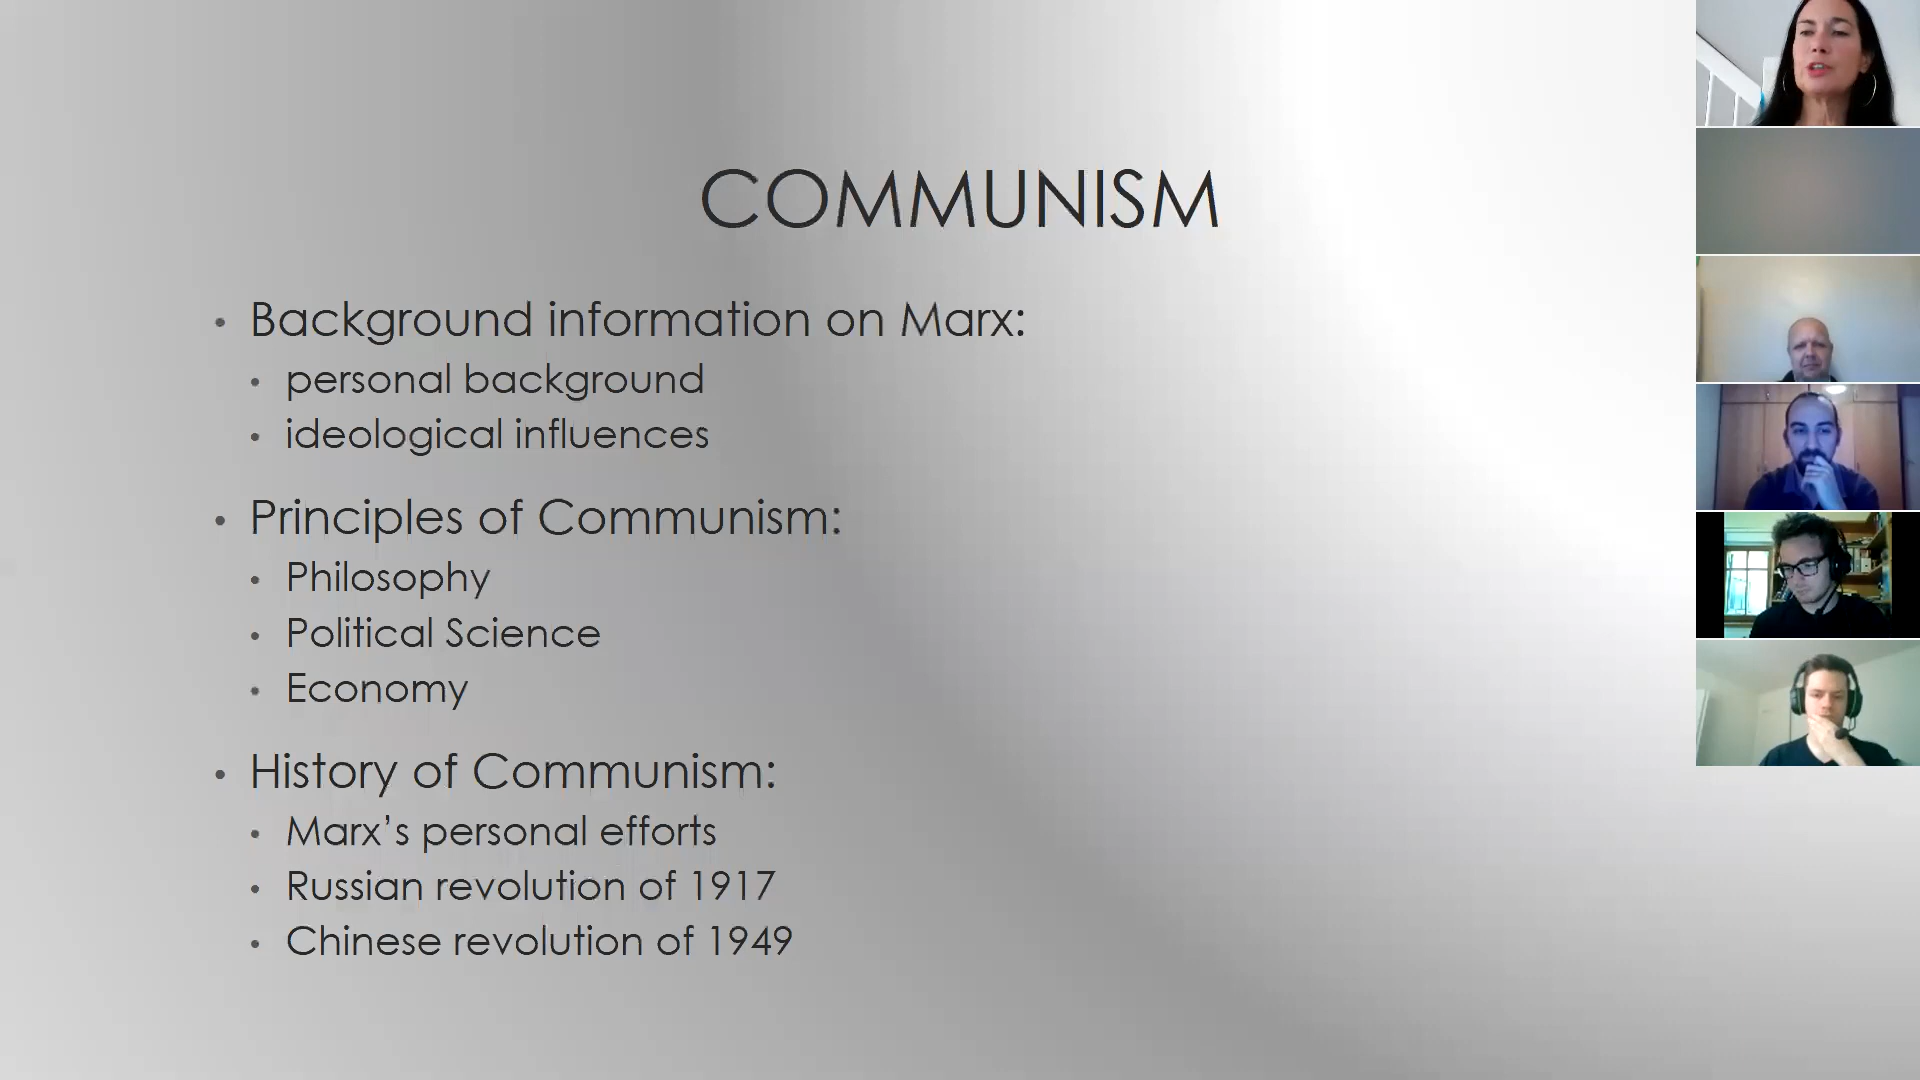 COMMUNISM
• Background information on Marx:
• personal background
• ideological influences
• Principles of Communism:
• Philosophy
• Political Science
• Economy
• History of Communism:
• Marx’s personal efforts
• Russian revolution of 1917
• Chinese revolution of 1949